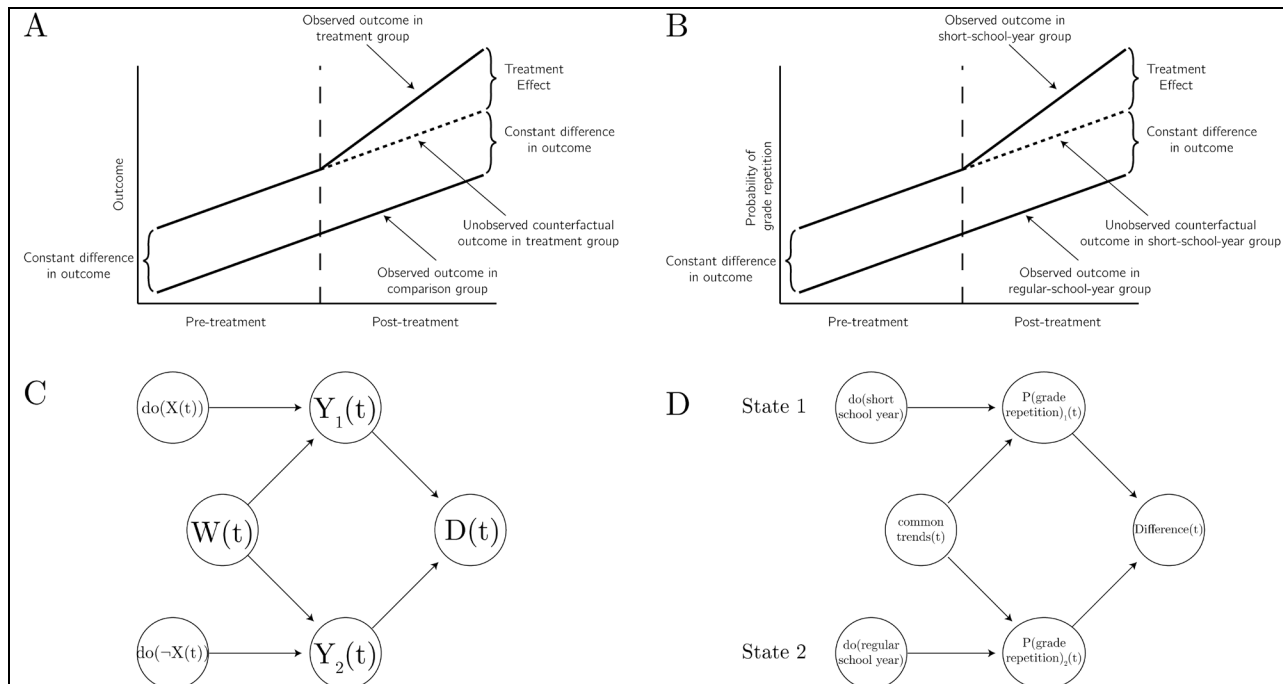 A
Observed outcome in
treatment group
Treatment
Effect
Constant difference
in outcome
Outcome
Unobserved counterfactual
outcome in treatment group
Constant difference
in outcome
Observed outcome in
comparison group
Pre-treatment
Post-treatment
B
Observed outcome in
short-school-year group
Treatment
Effect
Constant difference
in outcome
Probability of
grade repetition
Unobserved counterfactual
outcome in short-school-year group
Constant difference
in outcome
Observed outcome in
regular-school-year group
Pre-treatment
Post-treatment
C
do(X(t))
Y₁(t)
W(t)
D(t)
do(¬X(t))
Y₂(t)
D
State 1
do(short
school year)
P(grade
repetition)₁(t)
common
trends(t)
Difference(t)
State 2
do(regular
school year)
P(grade
repetition)₂(t)